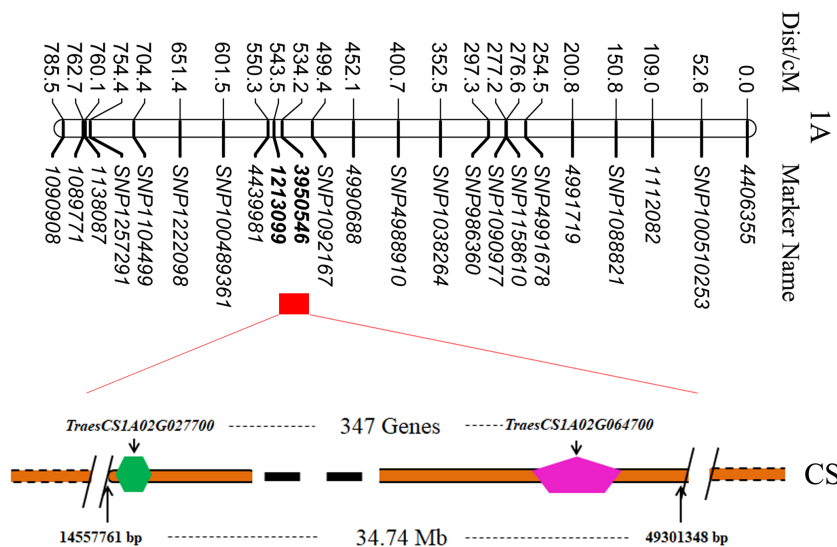 1A
Dist/cM Marker Name
0.0 4406355
52.6 SNP100510253
109.0 1112082
150.8 SNP1088821
200.8 4991719
254.5 SNP4991678
276.6 SNP1158610
277.2 SNP1090977
297.3 SNP986360
352.5 SNP1038264
400.7 SNP4988910
452.1 4990688
499.4 SNP1092167
534.2 3950546
543.5 1213099
550.3 4439981
601.5 SNP100489361
651.4 SNP1222098
704.4 SNP1104499
754.4 SNP1257291
760.1 1138087
762.7 1089771
785.5 1090908
TraesCS1A02G027700 347 Genes TraesCS1A02G064700
CS
14557761 bp 34.74 Mb 49301348 bp